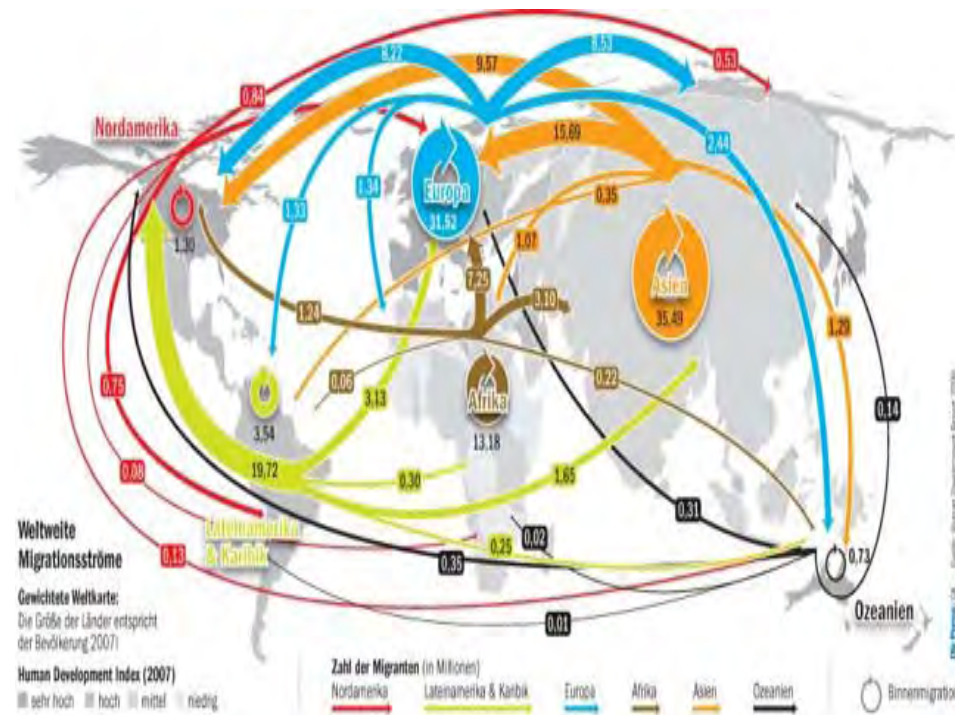 8,22
8,53
9,57
0,53
0,84
Nordamerika
15,69
2,44
Europa
31,52
1,34
0,35
1,33
1,30
1,07
Asien
35,49
7,25
3,10
1,24
1,29
0,06
0,22
0,75
3,13
Afrika
0,14
3,54
13,18
19,72
0,08
0,30
1,65
0,31
Lateinamerika
& Karibik
0,02
0,25
0,13
0,35
0,73
0,01
Ozeanien
Weltweite
Migrationsströme
Gewichtete Weltkarte:
Die Größe der Länder entspricht
der Bevölkerung 2007)
Human Development Index (2007)
sehr hoch hoch mittel niedrig
Zahl der Migranten (in Millionen)
Nordamerika Lateinamerika & Karibik Europa Afrika Asien Ozeanien
Binnenmigration